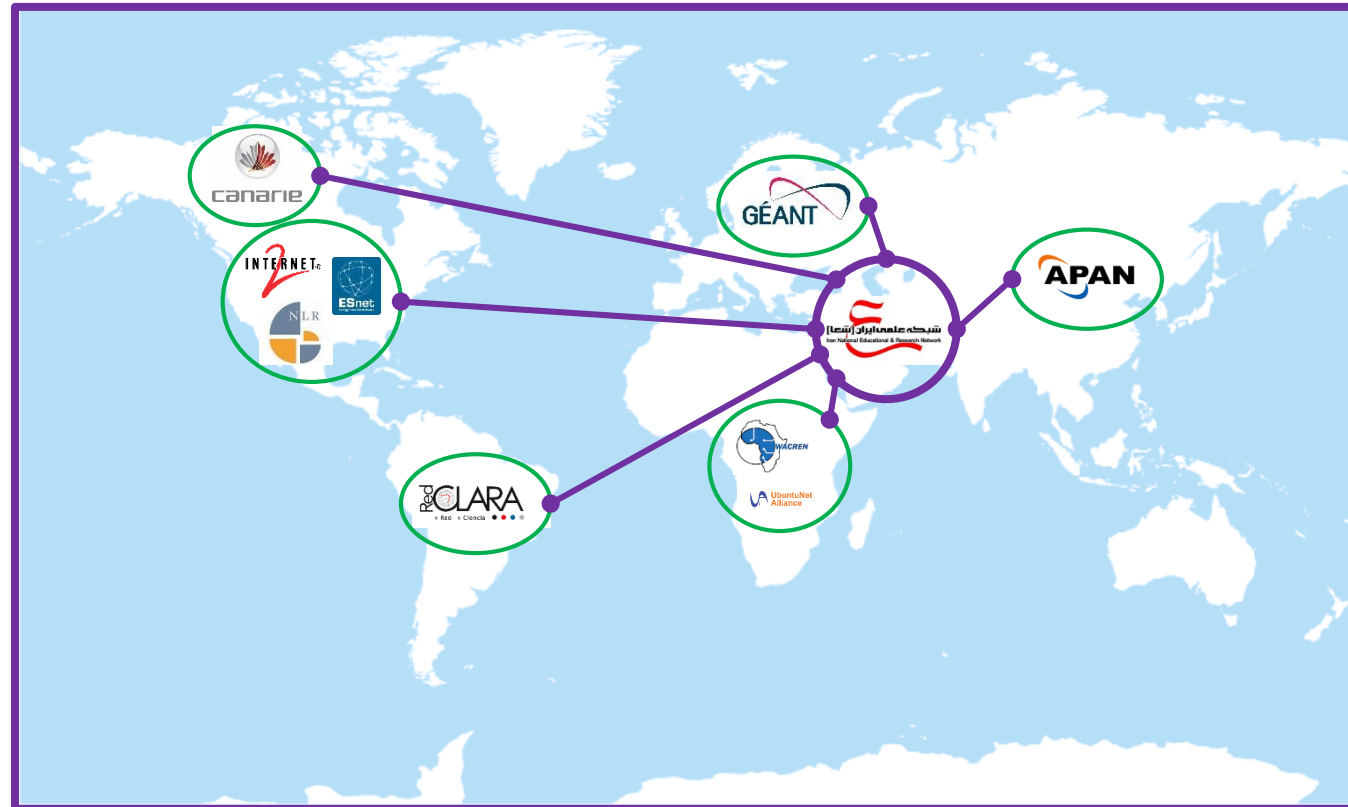 canarie
INTERNET
2
ESnet
NLR
GÉANT
APAN
شبکه علمی ایران (شعا)
Iran National Educational & Research Network
WACREN
UbuntuNet
Alliance
Red CLARA
+ Red + Ciencia